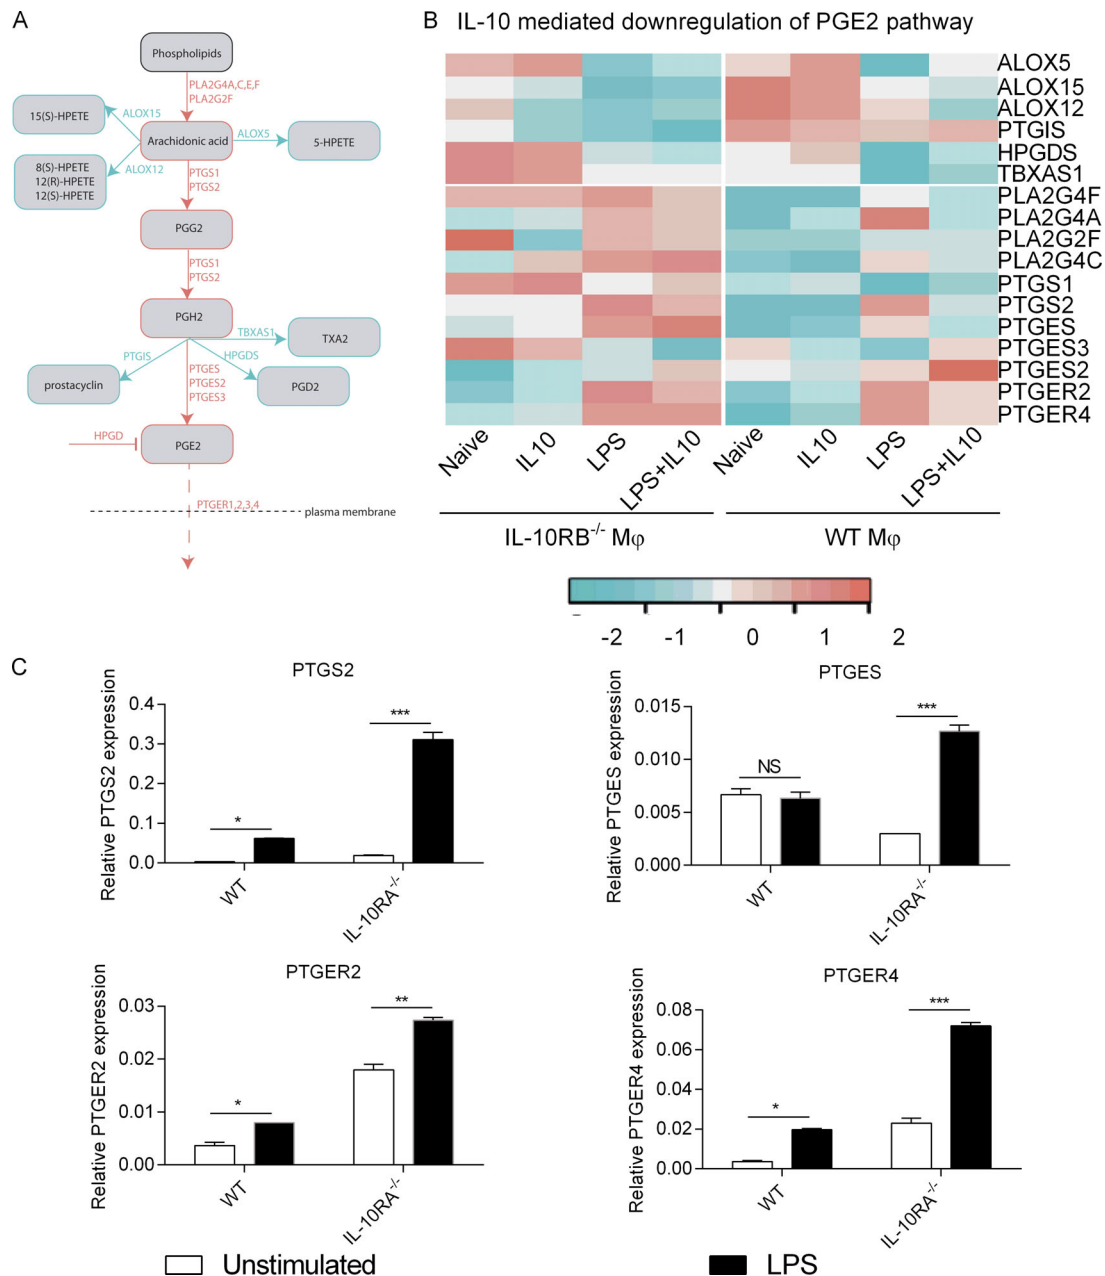 A
Phospholipids
PLA2G4A,C,E,F
PLA2G2F
15(S)-HPETE
ALOX15
Arachidonic acid
ALOX5
5-HPETE
8(S)-HPETE
12(R)-HPETE
12(S)-HPETE
ALOX12
PTGS1
PTGS2
PGG2
PTGS1
PTGS2
PGH2
TBXAS1
TXA2
PTGIS
HPGDS
prostacyclin
PTGES
PTGES2
PTGES3
PGD2
HPGD
PGE2
PTGER1,2,3,4
plasma membrane
B IL-10 mediated downregulation of PGE2 pathway
ALOX5
ALOX15
ALOX12
PTGIS
HPGDS
TBXAS1
PLA2G4F
PLA2G4A
PLA2G2F
PLA2G4C
PTGS1
PTGS2
PTGES
PTGES3
PTGES2
PTGER2
PTGER4
Naive IL10 LPS LPS+IL10 Naive IL10 LPS LPS+IL10
IL-10RB-/- Mφ WT Mφ
-2 -1 0 1 2
C
PTGS2
Relative PTGS2 expression
0.4
0.3
0.2
0.1
0.0
*
***
WT
IL-10RA-/-
PTGES
Relative PTGES expression
0.015
0.010
0.005
0.000
NS
***
WT
IL-10RA-/-
PTGER2
Relative PTGER2 expression
0.03
0.02
0.01
0.00
*
**
WT
IL-10RA-/-
PTGER4
Relative PTGER4 expression
0.08
0.06
0.04
0.02
0.00
*
***
WT
IL-10RA-/-
Unstimulated LPS